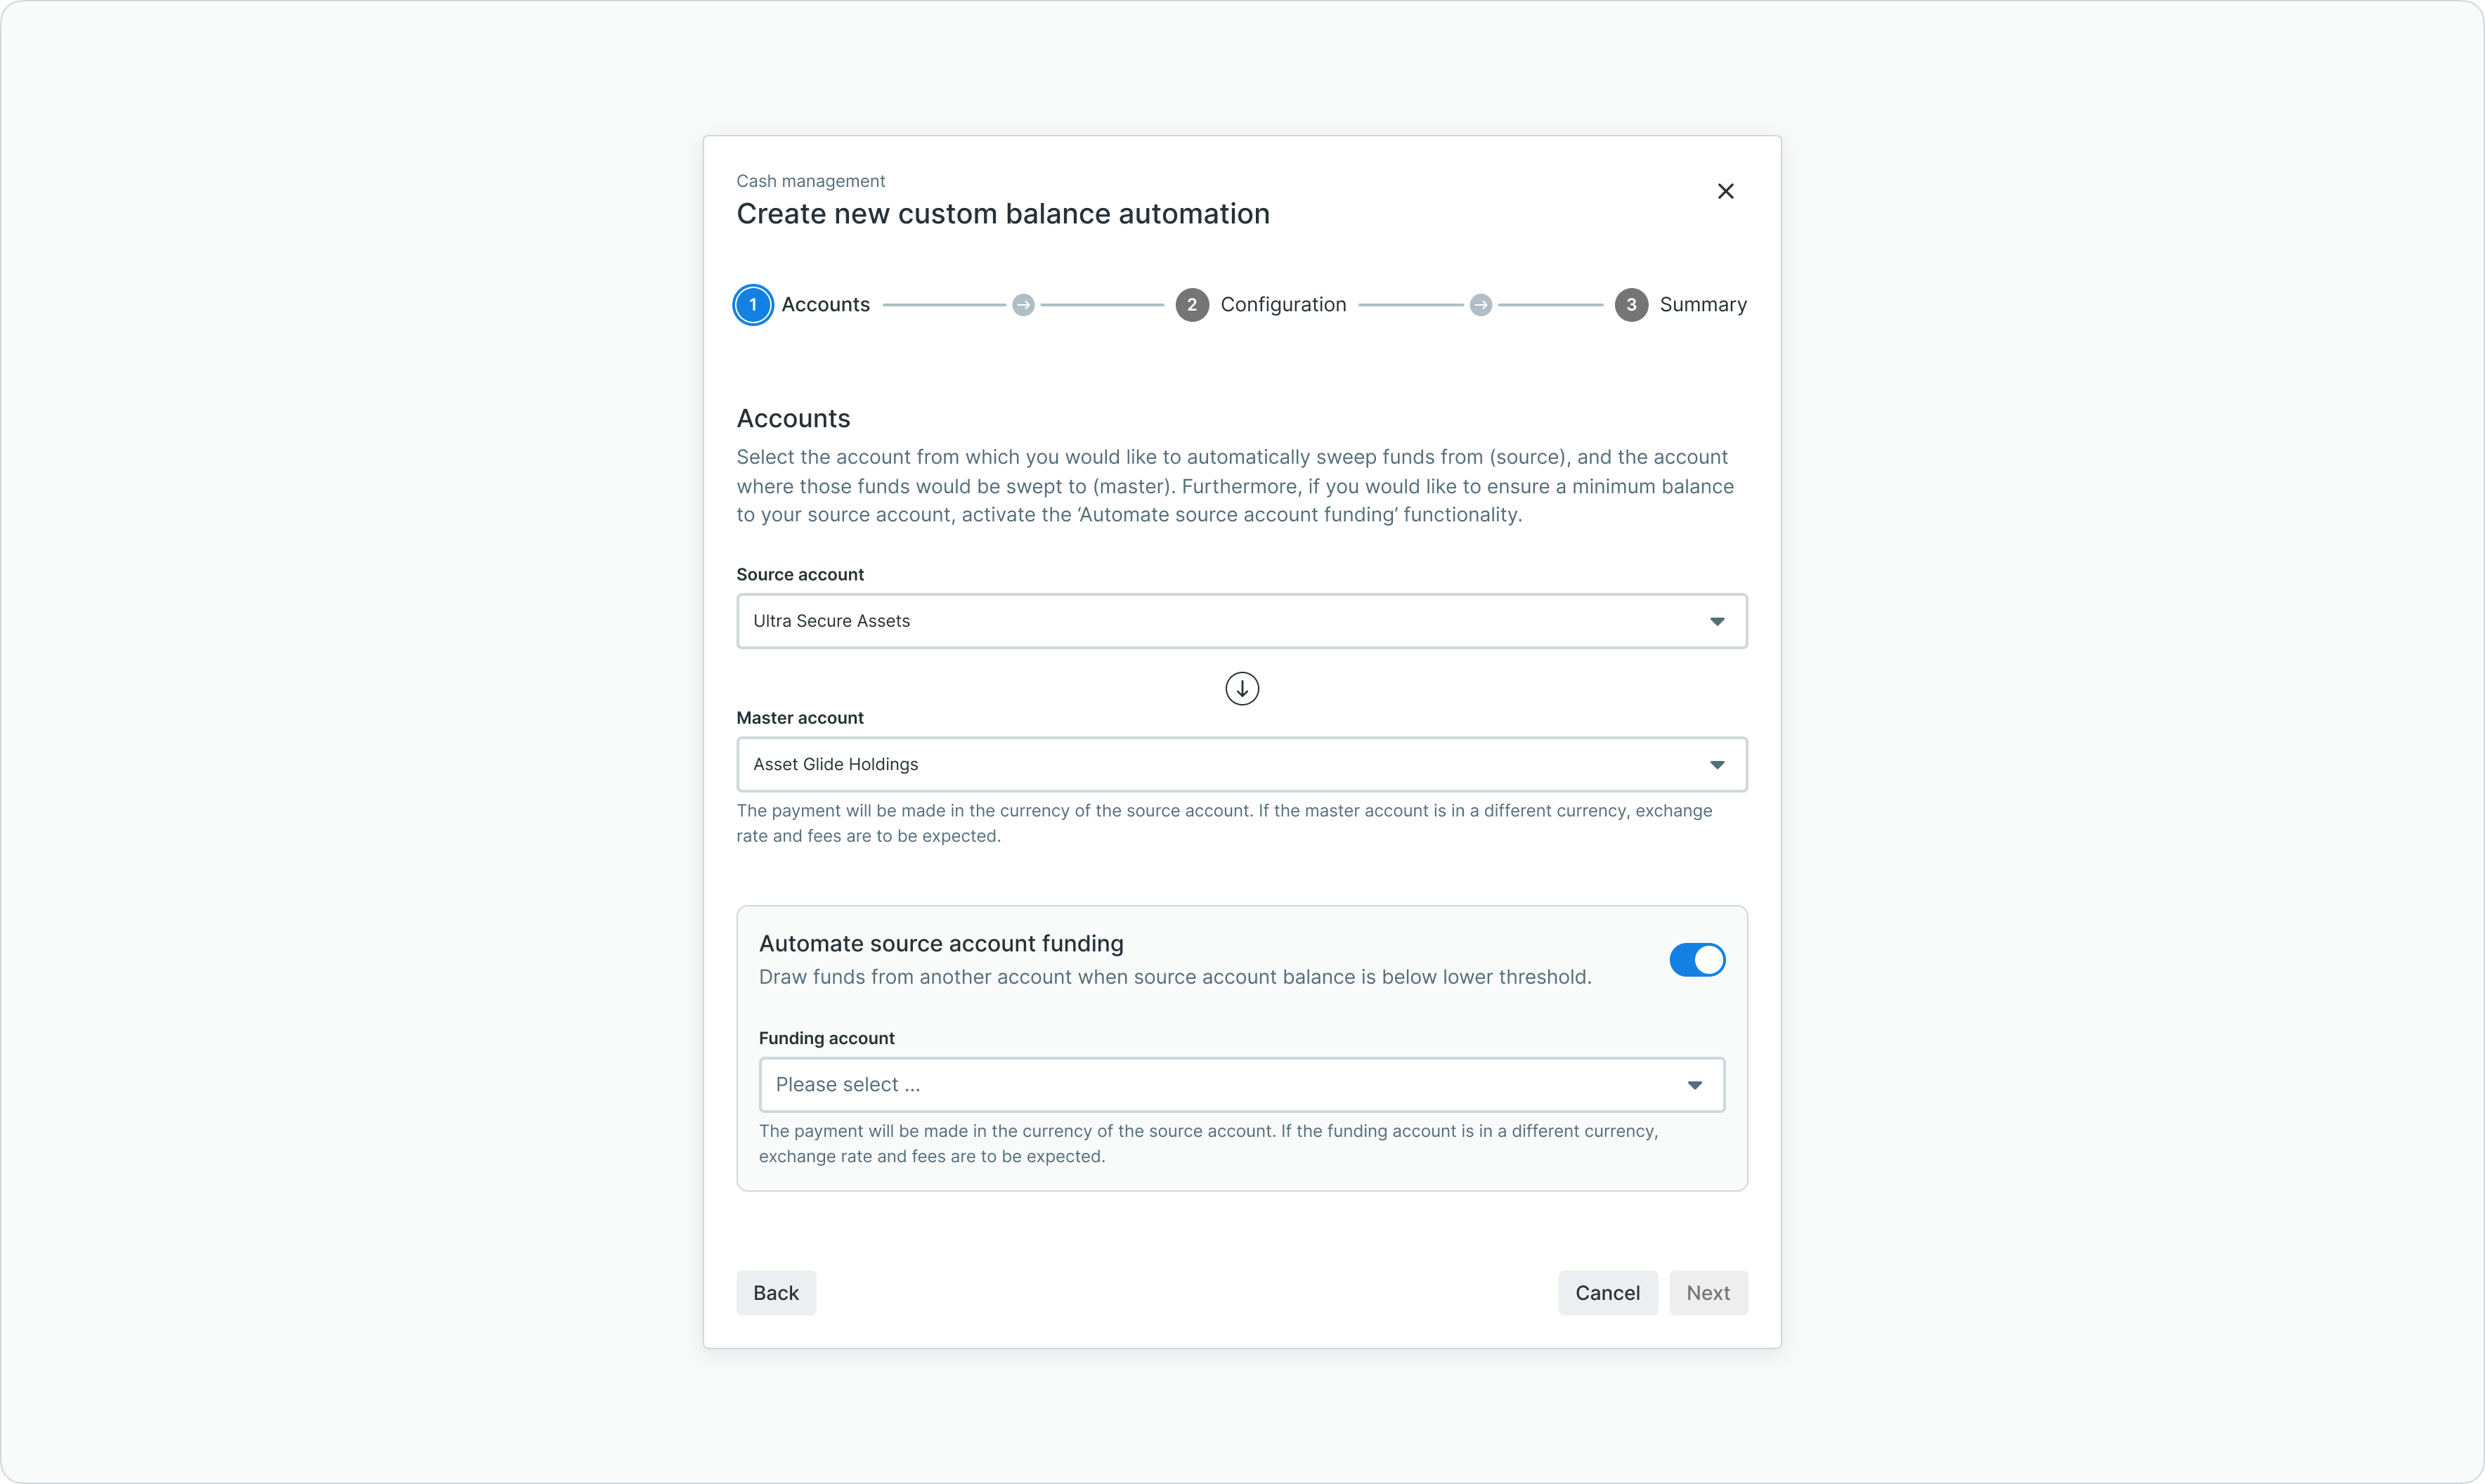 Cash management
Create new custom balance automation
1 Accounts
2 Configuration
3 Summary
Accounts
Select the account from which you would like to automatically sweep funds from (source), and the account
where those funds would be swept to (master). Furthermore, if you would like to ensure a minimum balance
to your source account, activate the ‘Automate source account funding’ functionality.
Source account
Ultra Secure Assets
Master account
Asset Glide Holdings
The payment will be made in the currency of the source account. If the master account is in a different currency, exchange
rate and fees are to be expected.
Automate source account funding
Draw funds from another account when source account balance is below lower threshold.
Funding account
Please select ...
The payment will be made in the currency of the source account. If the funding account is in a different currency,
exchange rate and fees are to be expected.
Back
Cancel
Next